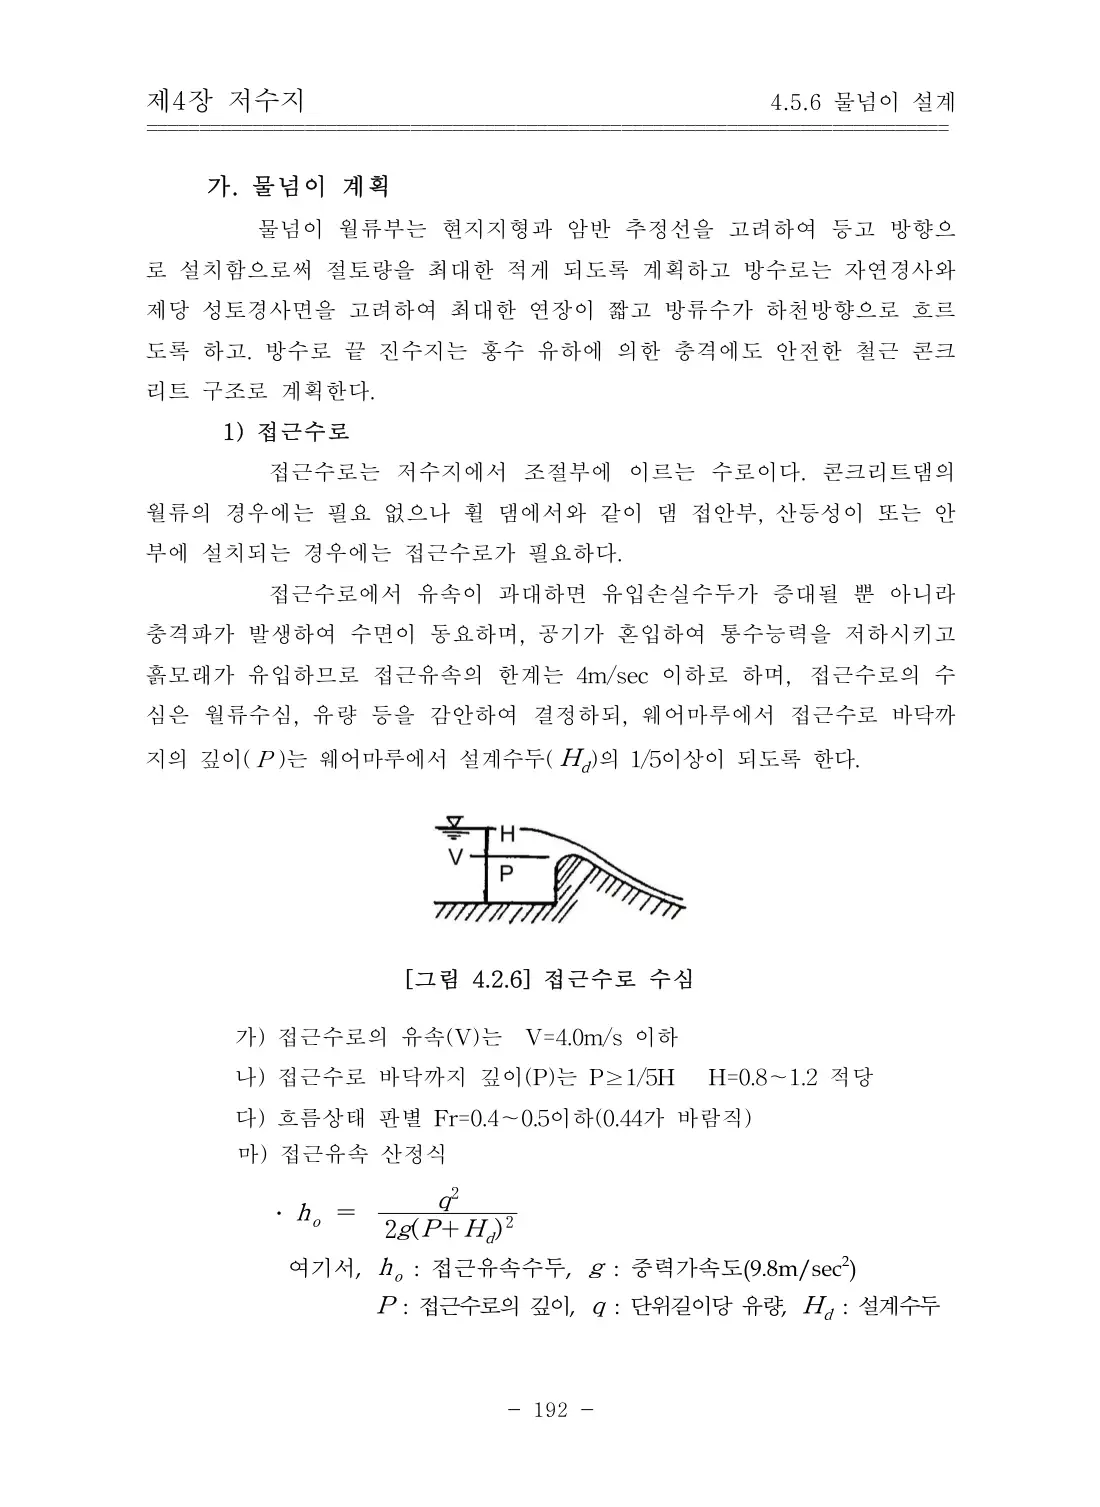 제4장 저수지 4.5.6 물넘이 설계
가. 물넘이 계획
물넘이 월류부는 현지지형과 암반 추정선을 고려하여 등고 방향으
로 설치함으로써 절토량을 최대한 적게 되도록 계획하고 방수로는 자연경사와
제당 성토경사면을 고려하여 최대한 연장이 짧고 방류수가 하천방향으로 흐르
도록 하고. 방수로 끝 진수지는 홍수 유하에 의한 충격에도 안전한 철근 콘크
리트 구조로 계획한다.
1) 접근수로
접근수로는 저수지에서 조절부에 이르는 수로이다. 콘크리트댐의
월류의 경우에는 필요 없으나 휠 댐에서와 같이 댐 접안부, 산등성이 또는 안
부에 설치되는 경우에는 접근수로가 필요하다.
접근수로에서 유속이 과대하면 유입손실수두가 증대될 뿐 아니라
충격파가 발생하여 수면이 동요하며, 공기가 혼입하여 통수능력을 저하시키고
흙모래가 유입하므로 접근유속의 한계는 4m/sec 이하로 하며, 접근수로의 수
심은 월류수심, 유량 등을 감안하여 결정하되, 웨어마루에서 접근수로 바닥까
지의 깊이( P )는 웨어마루에서 설계수두( H_d)의 1/5이상이 되도록 한다.
H
V
P
[그림 4.2.6] 접근수로 수심
가) 접근수로의 유속(V)는 V=4.0m/s 이하
나) 접근수로 바닥까지 깊이(P)는 P≥1/5H H=0.8~1.2 적당
다) 흐름상태 판별 Fr=0.4~0.5이하(0.44가 바람직)
마) 접근유속 산정식
· h_o = q^2 / 2g(P+H_d)^2
여기서, h_o : 접근유속수두, g : 중력가속도(9.8m/sec²)
P : 접근수로의 깊이, q : 단위길이당 유량, H_d : 설계수두
- 192 -